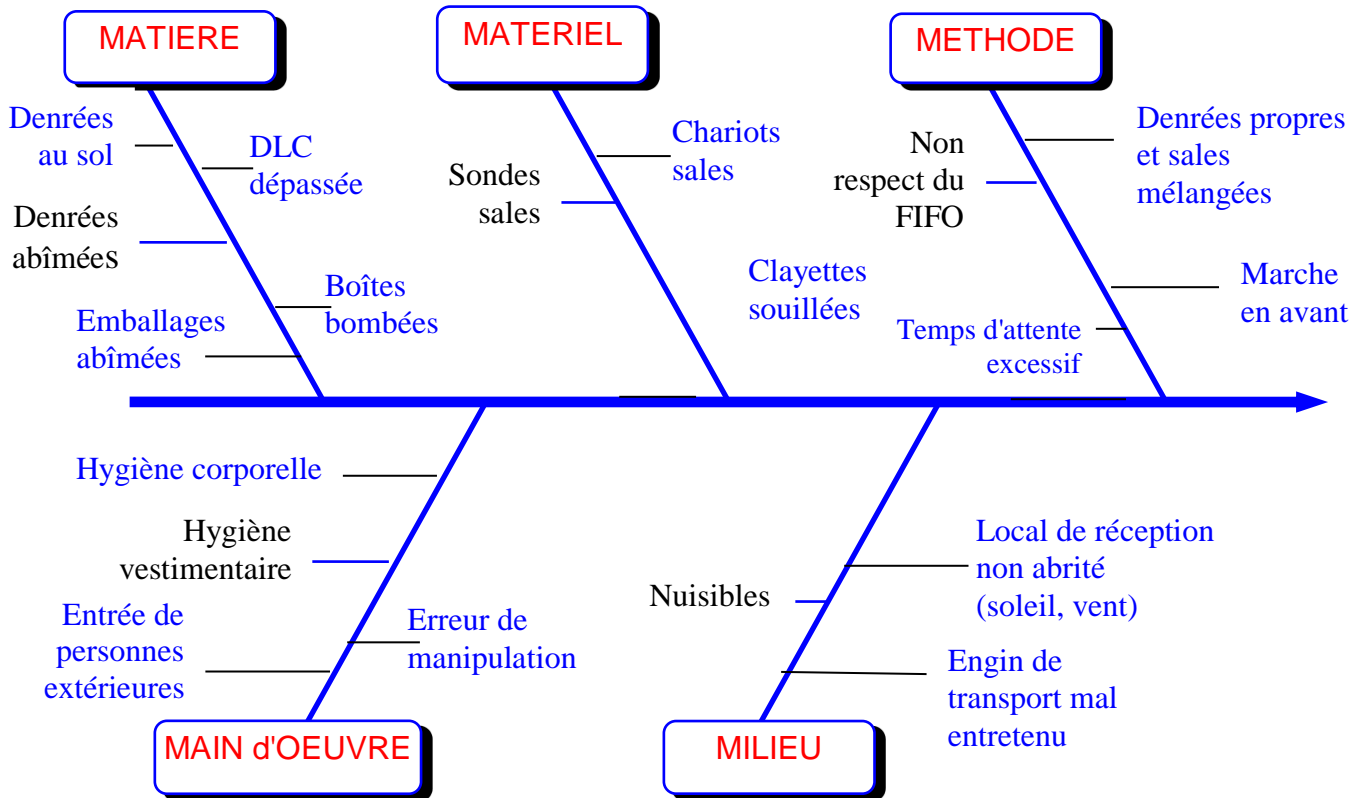 MATIERE
MATERIEL
METHODE
Denrées
au sol
DLC
dépassée
Denrées
abîmées
Boîtes
bombées
Emballages
abîmées
Chariots
sales
Sondes
sales
Clayettes
souillées
Non
respect du
FIFO
Denrées propres
et sales
mélangées
Marche
en avant
Temps d'attente
excessif
Hygiène corporelle
Hygiène
vestimentaire
Entrée de
personnes
extérieures
Erreur de
manipulation
Nuisibles
Local de réception
non abrité
(soleil, vent)
Engin de
transport mal
entretenu
MAIN d'OEUVRE
MILIEU